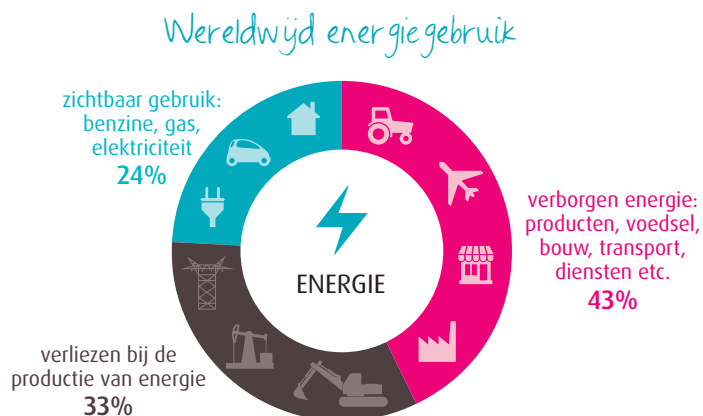 Wereldwijd energiegebruik
zichtbaar gebruik:
benzine, gas,
elektriciteit
24%
verborgen energie:
producten, voedsel,
bouw, transport,
diensten etc.
43%
ENERGIE
verliezen bij de
productie van energie
33%